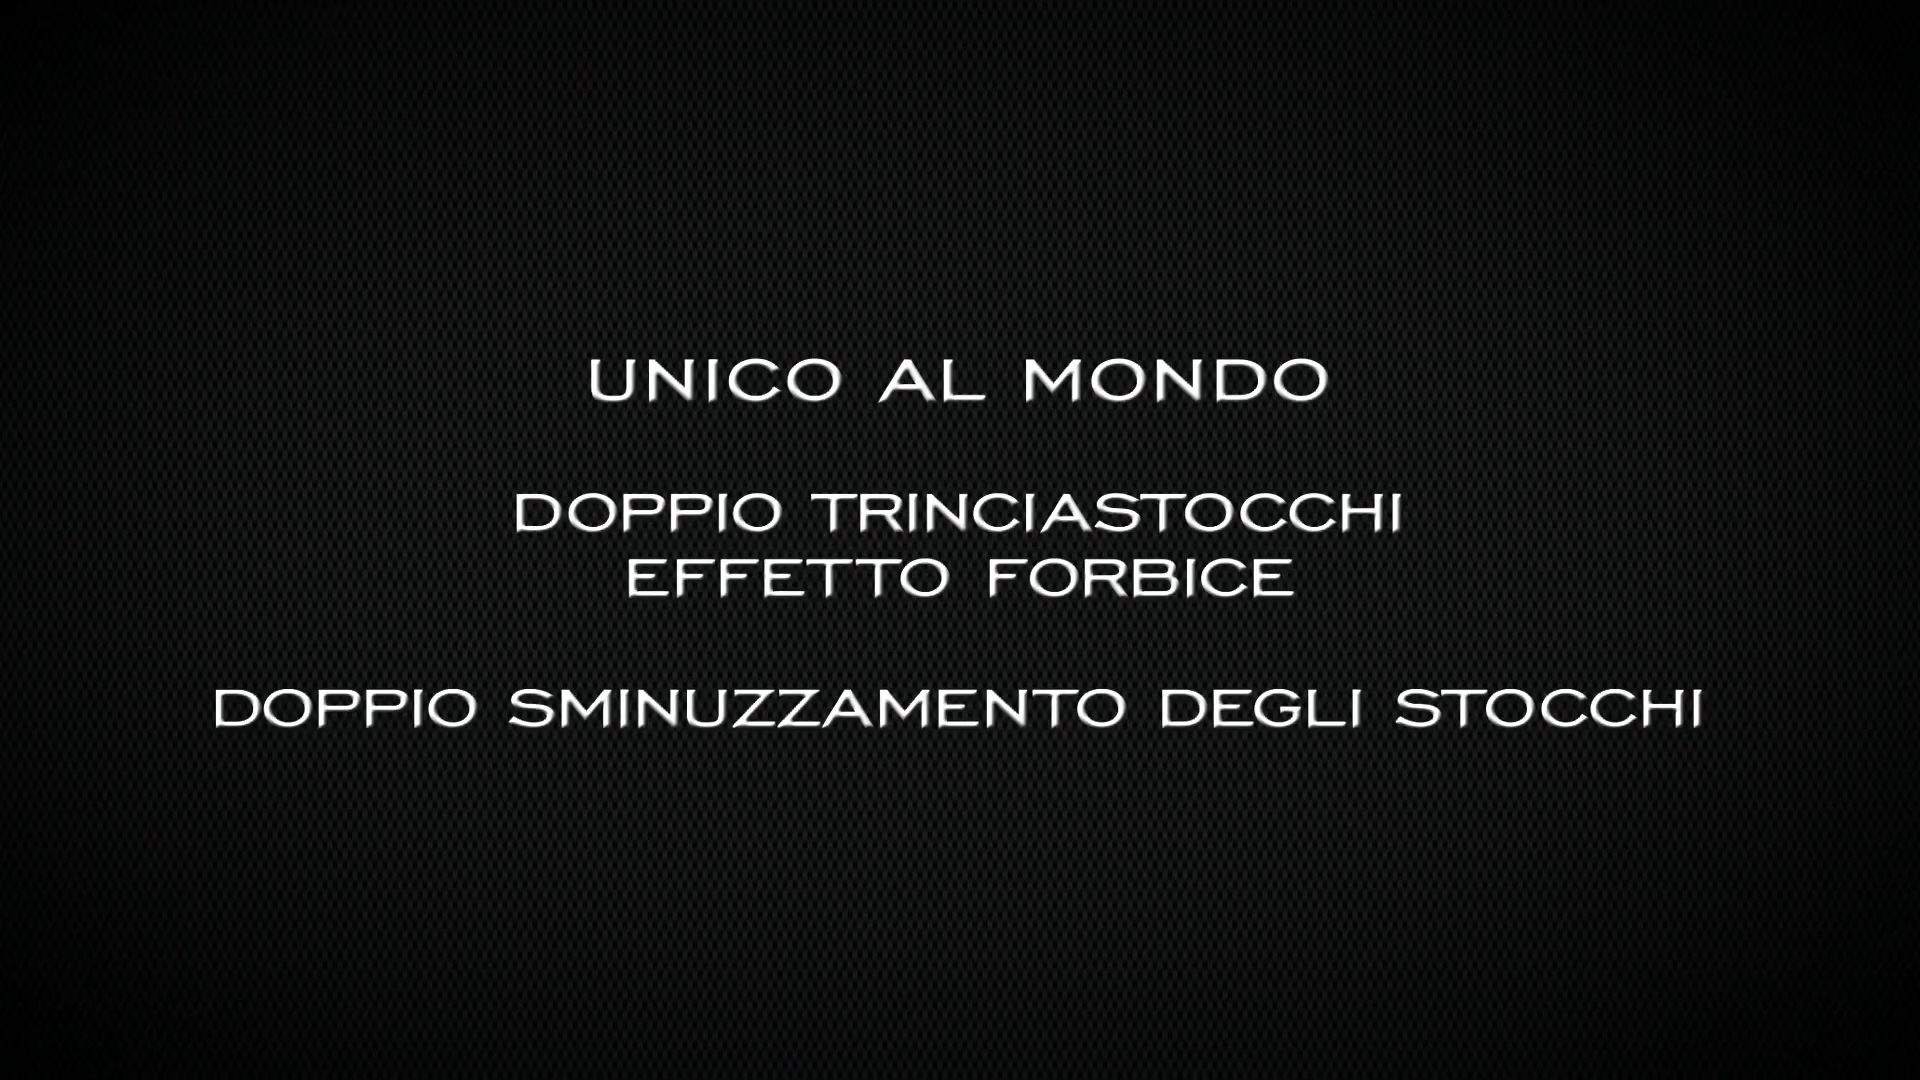 UNICO AL MONDO
DOPPIO TRINCIASTOCCHI
EFFETTO FORBICE
DOPPIO SMINUZZAMENTO DEGLI STOCCHI